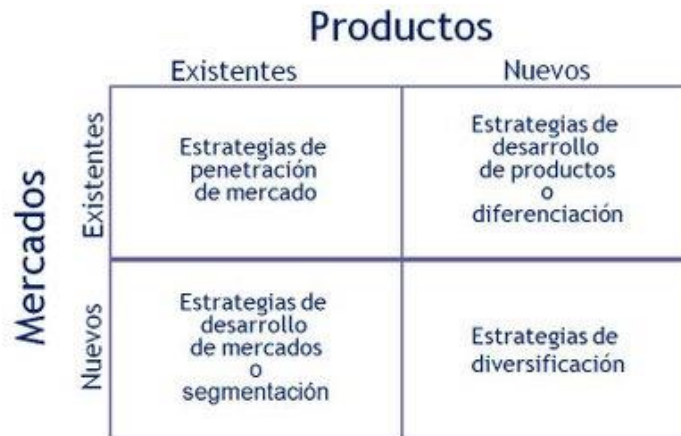 Productos
Existentes
Nuevos
Mercados
Existentes
Estrategias de
penetración
de mercado
Estrategias de
desarrollo
de productos
o
diferenciación
Nuevos
Estrategias de
desarrollo
de mercados
o
segmentación
Estrategias de
diversificación